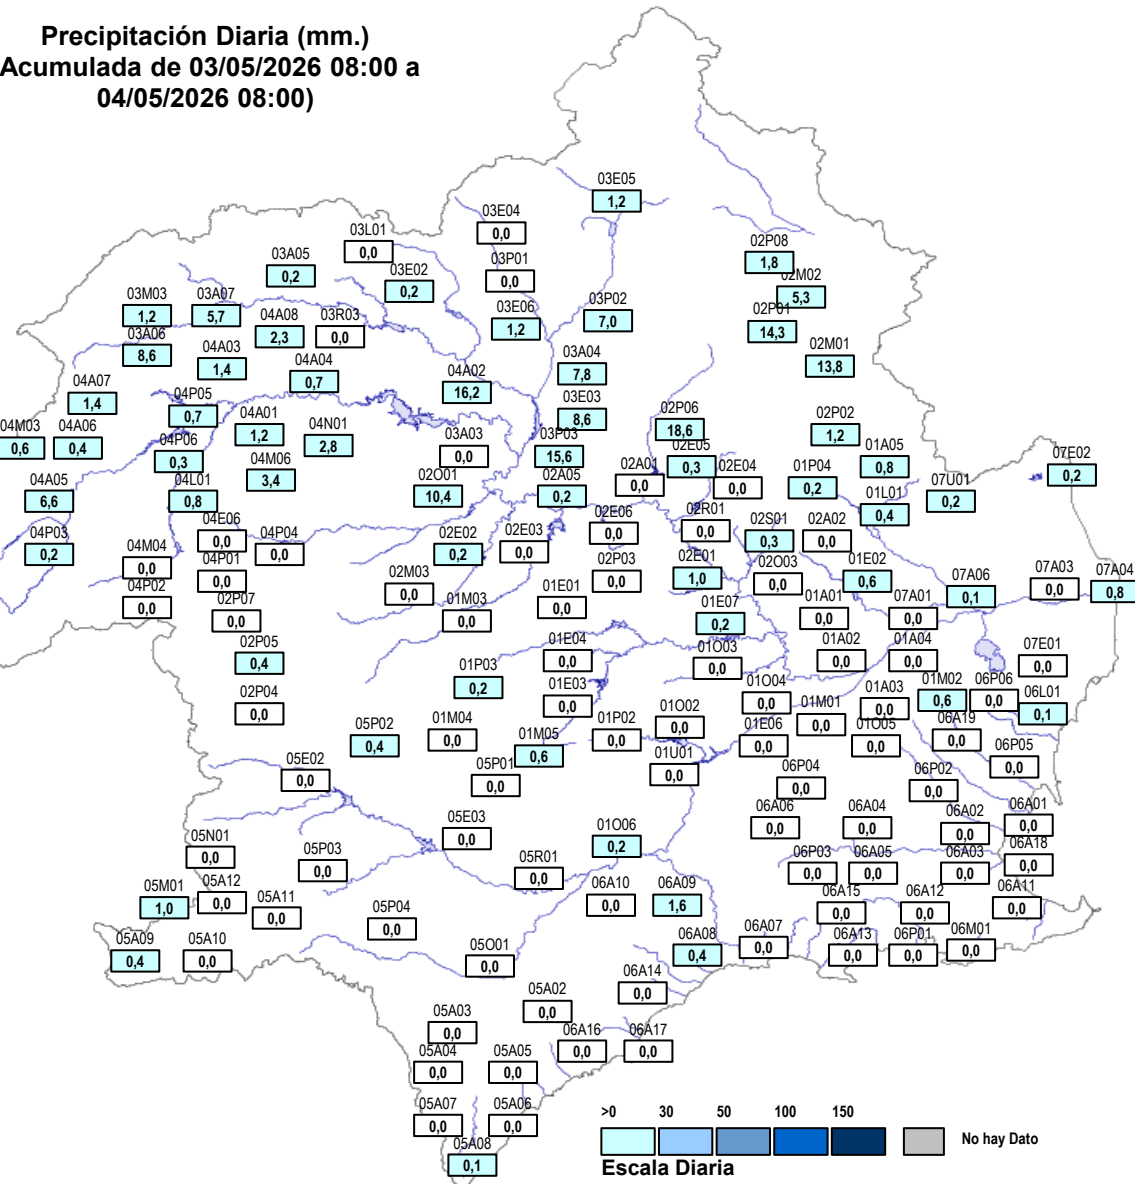 Precipitación Diaria (mm.)
Acumulada de 03/05/2026 08:00 a
04/05/2026 08:00)
03E05
1,2
03E04
0,0
03L01
0,0
02P08
1,8
03A05
0,2
03P01
0,0
03E02
0,2
02M02
5,3
03M03
1,2
03A07
5,7
03P02
7,0
03E06
1,2
04A08
2,3
03R03
0,0
02P01
14,3
03A06
8,6
04A03
1,4
03A04
7,8
02M01
13,8
04A04
0,7
04A02
16,2
04A07
1,4
04P05
0,7
03E03
8,6
02P06
18,6
04A01
1,2
02P02
1,2
04M03
0,6
04A06
0,4
04N01
2,8
03A03
0,0
03P03
15,6
04P06
0,3
02E05
0,3
01A05
0,8
07E02
0,2
04M06
3,4
02A01
0,0
02E04
0,0
01P04
0,2
04A05
6,6
04L01
0,8
02O01
10,4
02A05
0,2
07U01
0,2
01L01
0,4
04E06
0,0
04P04
0,0
02E03
0,0
02E06
0,0
02R01
0,0
02S01
0,3
02A02
0,0
04P03
0,2
04M04
0,0
02E02
0,2
04P01
0,0
02P03
0,0
02E01
1,0
02O03
0,0
01E02
0,6
07A06
0,1
07A03
0,0
07A04
0,8
04P02
0,0
02P07
0,0
02M03
0,0
01M03
0,0
01E01
0,0
01E07
0,2
01A01
0,0
07A01
0,0
02P05
0,4
01E04
0,0
01O03
0,0
01A02
0,0
01A04
0,0
07E01
0,0
01P03
0,2
02P04
0,0
01E03
0,0
01O04
0,0
01A03
0,0
01M02
0,6
06P06
0,0
06L01
0,1
05P02
0,4
01M04
0,0
01M05
0,6
01P02
0,0
01O02
0,0
01E06
0,0
01M01
0,0
01O05
0,0
06A19
0,0
05E02
0,0
05P01
0,0
01U01
0,0
06P04
0,0
06P02
0,0
06P05
0,0
05E03
0,0
01O06
0,2
06A06
0,0
06A04
0,0
06A02
0,0
06A01
0,0
05N01
0,0
05P03
0,0
05R01
0,0
06P03
0,0
06A05
0,0
06A03
0,0
06A18
0,0
05M01
1,0
05A12
0,0
05A11
0,0
05P04
0,0
06A10
0,0
06A09
1,6
06A15
0,0
06A12
0,0
06A11
0,0
05A09
0,4
05A10
0,0
05O01
0,0
06A08
0,4
06A07
0,0
06A13
0,0
06P01
0,0
06M01
0,0
06A14
0,0
05A02
0,0
05A03
0,0
06A16
0,0
06A17
0,0
05A04
0,0
05A05
0,0
05A07
0,0
05A06
0,0
05A08
0,1
>0 30 50 100 150
No hay Dato
Escala Diaria